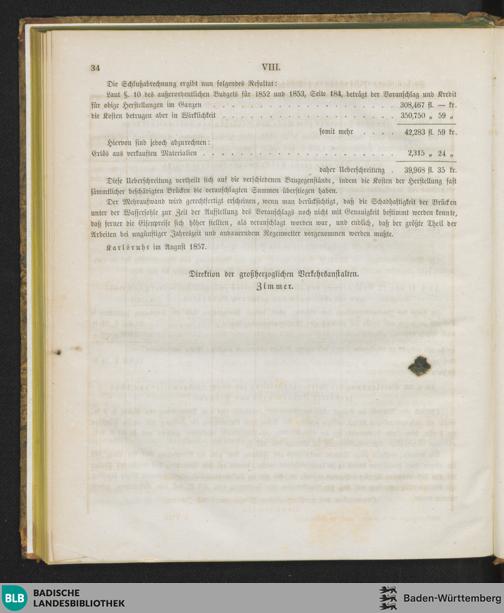 34
VIII.
Die Schlußabrechnung ergibt nun folgendes Resultat:
Laut §. 10 des außerordentlichen Budgets für 1852 und 1853, Seite 184, beträgt der Voranschlag und Kredit
für obige Herstellungen im Ganzen . . . . . . . . . . . . . . . . . . 308,467 fl. — kr.
die Kosten betragen aber in Wirklichkeit . . . . . . . . . . . . . . . . . 350,750 „ 59 „
somit mehr . . . . 42,283 fl. 59 kr.
Hiervon sind jedoch abzurechnen:
Erlös aus verkauften Materialien . . . . . . . . . . . . . . . . . . 2,315 „ 24 „
daher Ueberschreitung . 39,968 fl. 35 kr.
Diese Ueberschreitung vertheilt sich auf die verschiedenen Baugegenstände, indem die Kosten der Herstellung fast
sämmtlicher beschädigten Brücken die veranschlagten Summen überstiegen haben.
Der Mehraufwand wird gerechtfertigt erscheinen, wenn man berücksichtigt, daß die Schadhaftigkeit der Brücken
unter der Wassersohle zur Zeit der Aufstellung des Voranschlags noch nicht mit Genauigkeit bestimmt werden konnte,
daß ferner die Eisenpreise sich höher stellten, als veranschlagt worden war, und endlich, daß der größte Theil der
Arbeiten bei ungünstiger Jahreszeit und andauerndem Regenwetter vorgenommen werden mußte.
Karlsruhe im August 1857.
Direktion der großherzoglichen Verkehrsanstalten.
Zimmer.
BLB
BADISCHE
LANDESBIBLIOTHEK
Baden-Württemberg